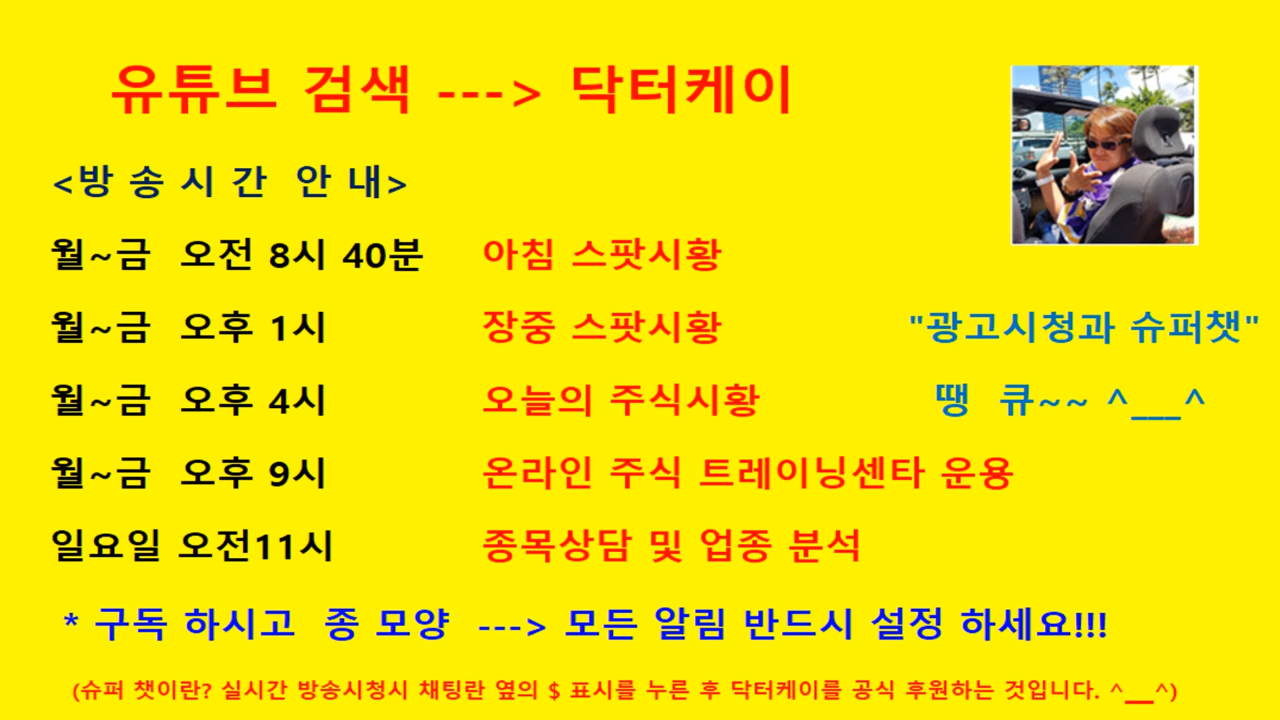 유튜브 검색 ---> 닥터케이
<방 송 시 간 안 내>
월~금 오전 8시 40분 아침 스팟시황
월~금 오후 1시 장중 스팟시황 "광고시청과 슈퍼챗"
월~금 오후 4시 오늘의 주식시황 땡 큐~~ ^___^
월~금 오후 9시 온라인 주식 트레이닝센타 운용
일요일 오전11시 종목상담 및 업종 분석
* 구독 하시고 종 모양 ---> 모든 알림 반드시 설정 하세요!!!
(슈퍼 챗이란? 실시간 방송시청시 채팅란 옆의 $ 표시를 누른 후 닥터케이를 공식 후원하는 것입니다. ^__^)